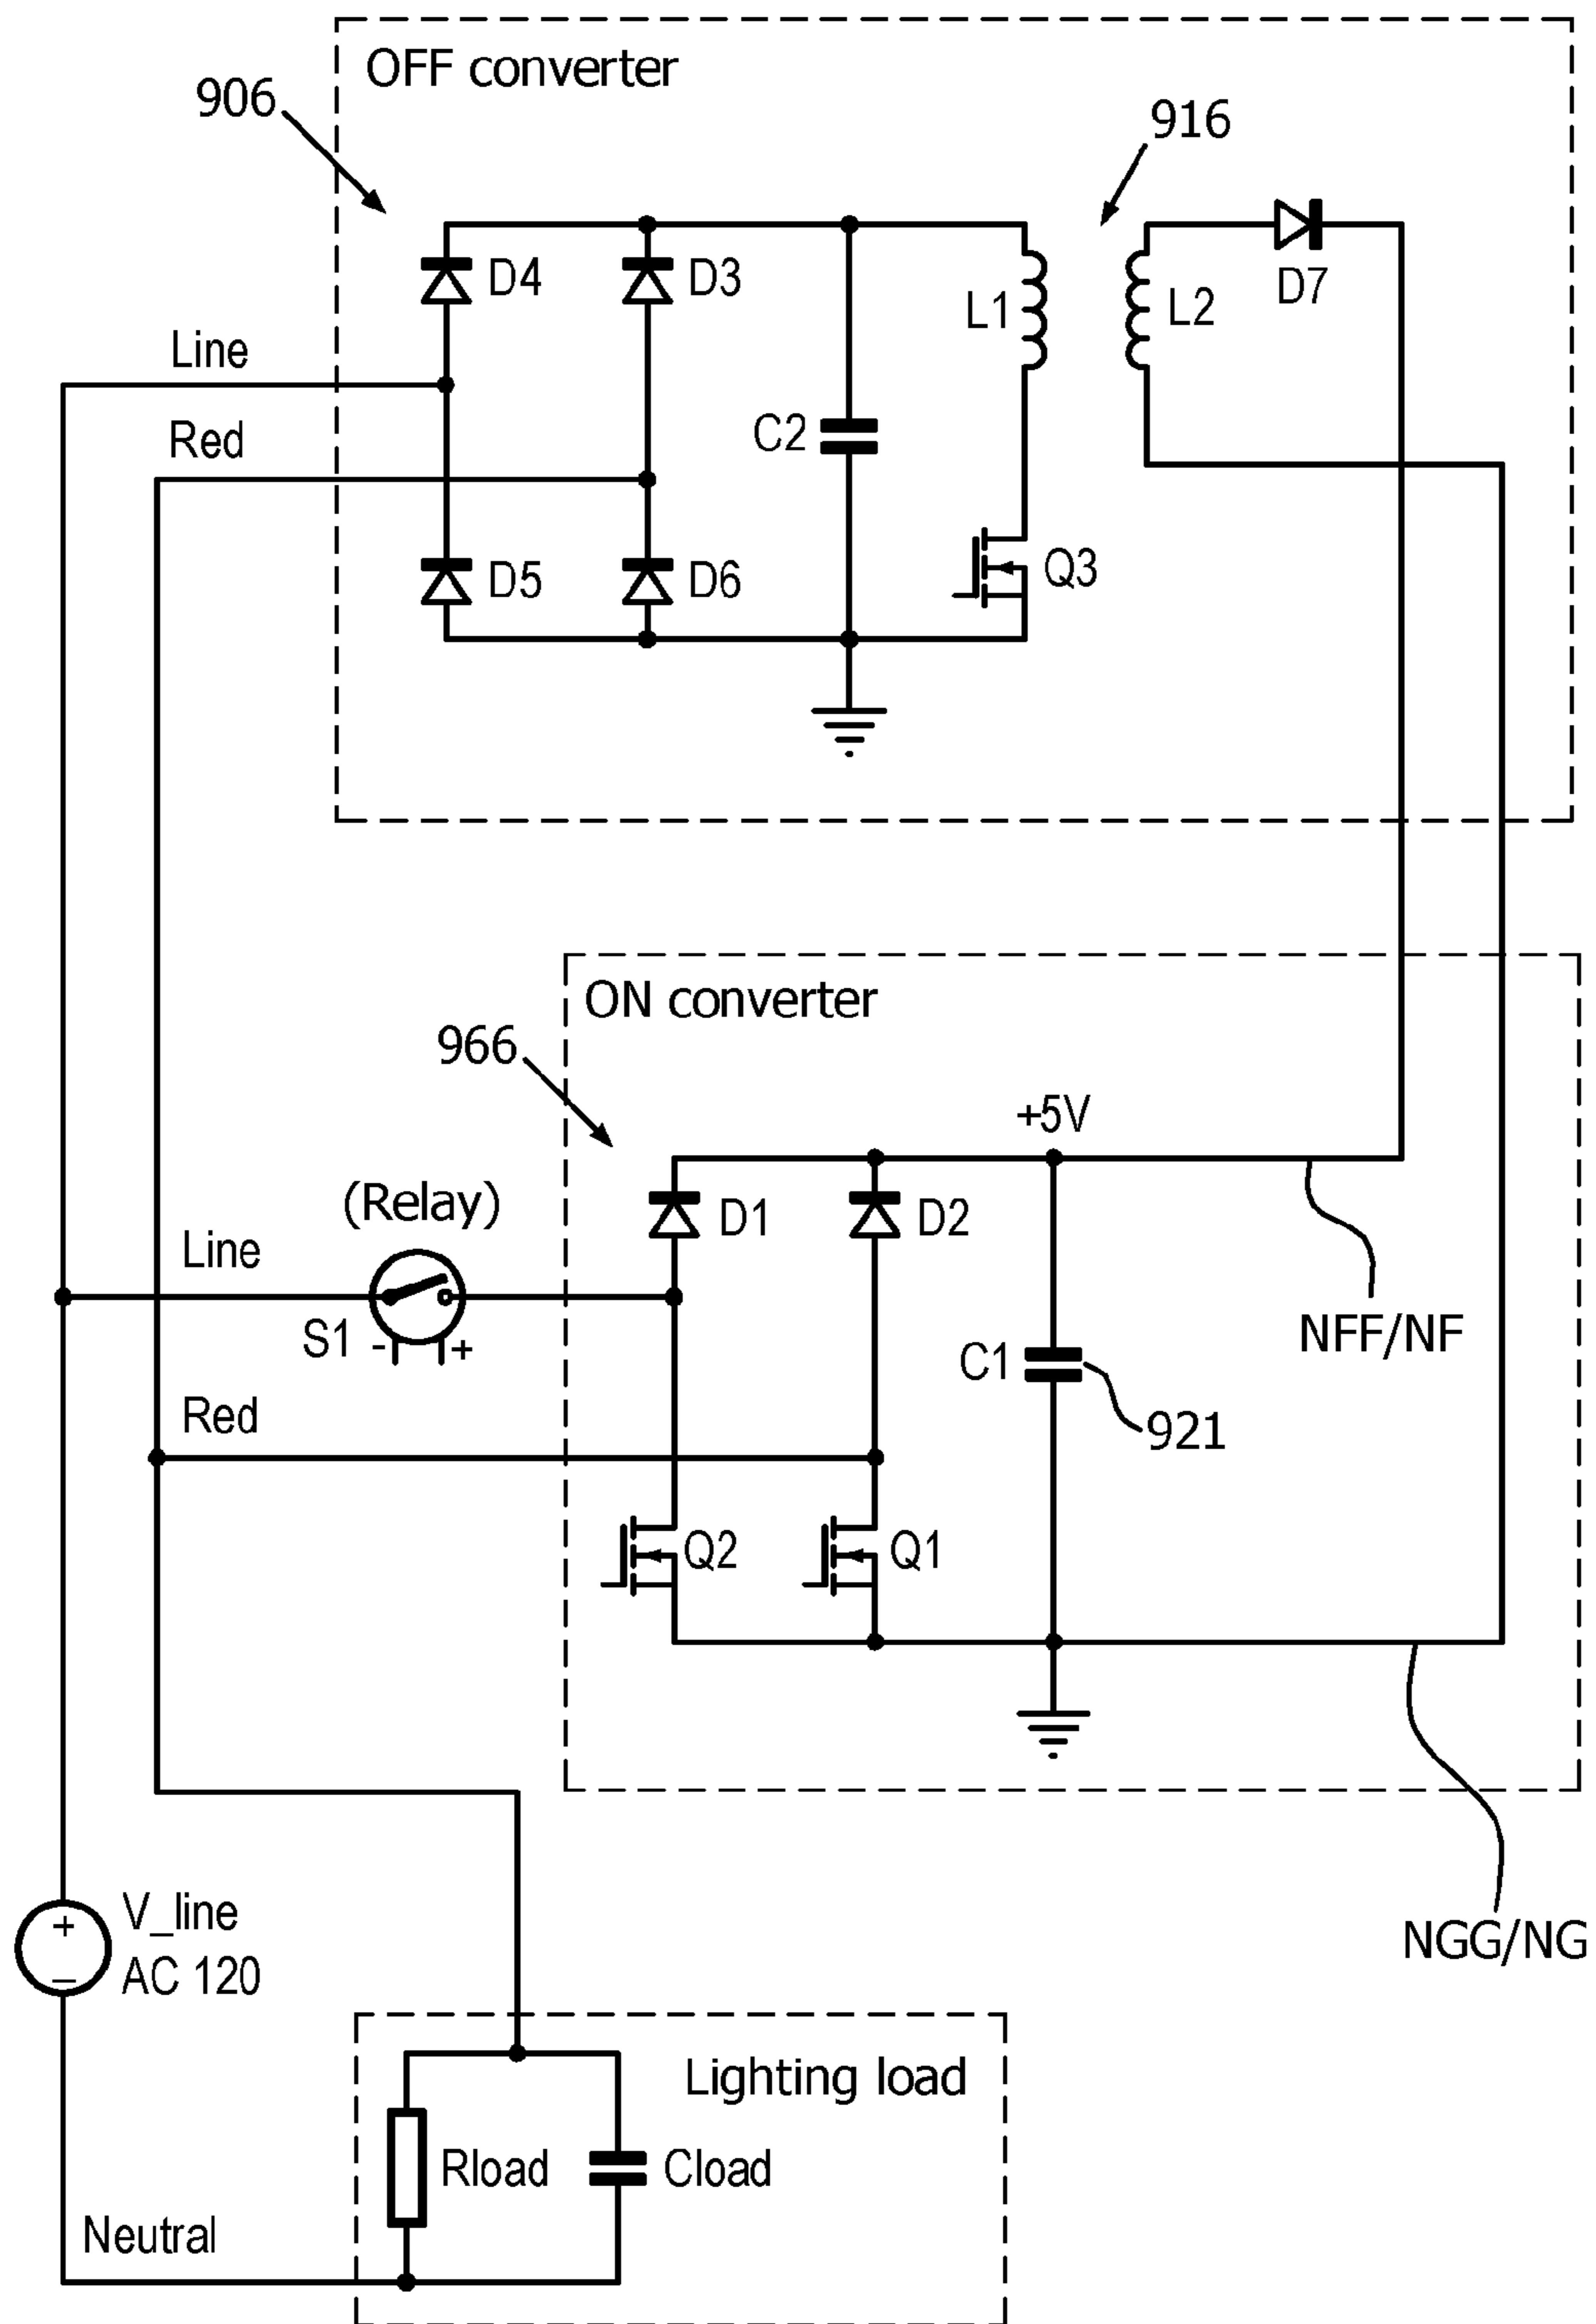 OFF converter
906
916
D4
D3
L1
L2
D7
Line
Red
C2
D5
D6
Q3
ON converter
966
+5V
(Relay)
D1
D2
Line
S1
-
+
NFF/NF
C1
921
Red
Q2
Q1
V_line
AC 120
+
–
NGG/NG
Lighting load
Rload
Cload
Neutral